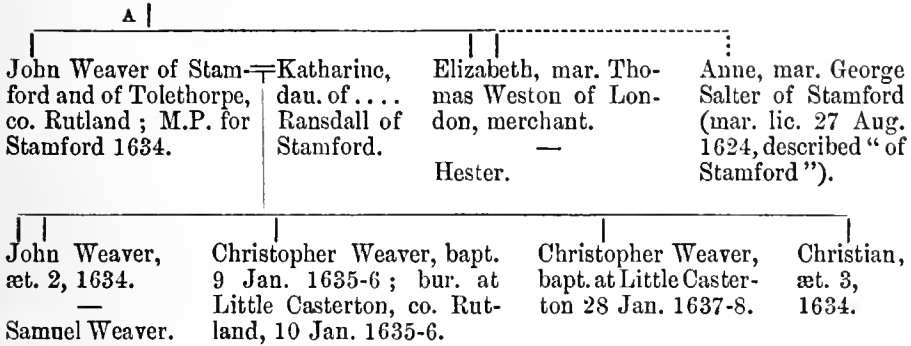 A
John Weaver of Stam-
ford and of Tolethorpe,
co. Rutland ; M.P. for
Stamford 1634.
Katharine,
dau. of ....
Ransdall of
Stamford.
Elizabeth, mar. Tho-
mas Weston of Lon-
don, merchant.
—
Hester.
Anne, mar. George
Salter of Stamford
(mar. lic. 27 Aug.
1624, described “ of
Stamford ”).
John Weaver,
æt. 2, 1634.
—
Samuel Weaver.
Christopher Weaver, bapt.
9 Jan. 1635-6 ; bur. at
Little Casterton, co. Rut-
land, 10 Jan. 1635-6.
Christopher Weaver,
bapt. at Little Caster-
ton 28 Jan. 1637-8.
Christian,
æt. 3,
1634.